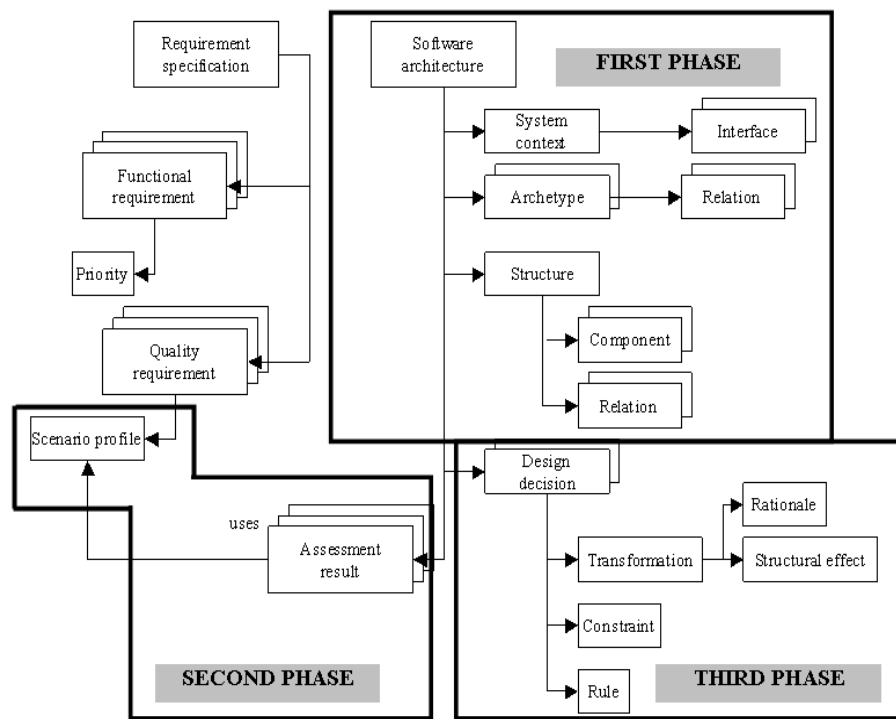 Requirement
specification
Software
architecture
FIRST PHASE
System
context
Interface
Functional
requirement
Archetype
Relation
Priority
Structure
Quality
requirement
Component
Relation
Scenario profile
Design
decision
Rationale
uses
Assessment
result
Transformation
Structural effect
Constraint
SECOND PHASE
Rule
THIRD PHASE